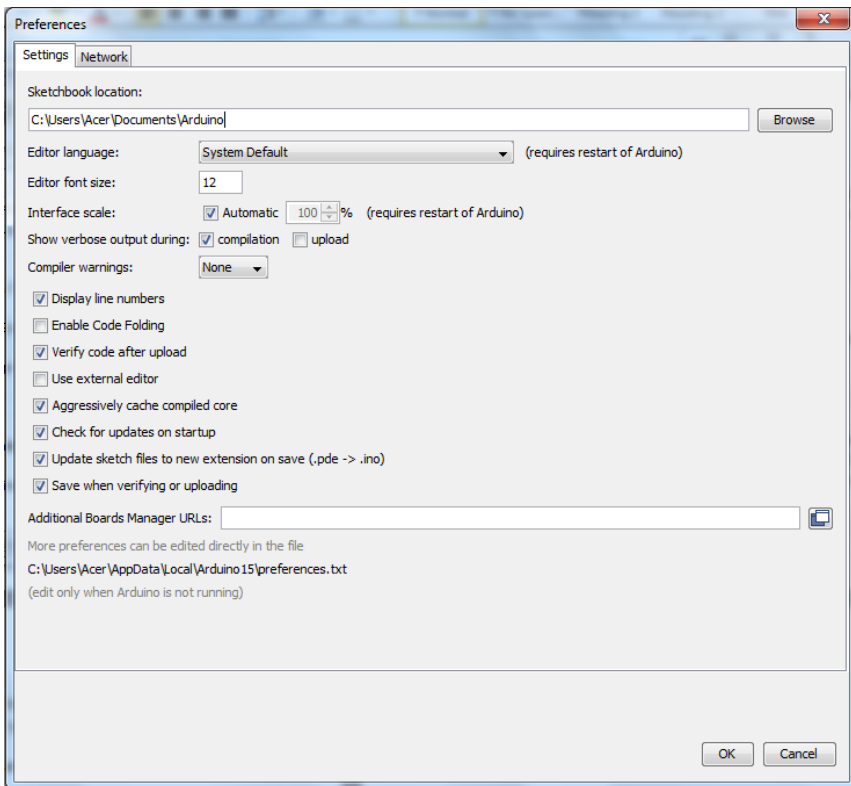 Preferences
Settings Network
Sketchbook location:
C:\Users\Acer\Documents\Arduino
Browse
Editor language: System Default (requires restart of Arduino)
Editor font size: 12
Interface scale: Automatic 100 % (requires restart of Arduino)
Show verbose output during: compilation upload
Compiler warnings: None
Display line numbers
Enable Code Folding
Verify code after upload
Use external editor
Aggressively cache compiled core
Check for updates on startup
Update sketch files to new extension on save (.pde -> .ino)
Save when verifying or uploading
Additional Boards Manager URLs:
More preferences can be edited directly in the file
C:\Users\Acer\AppData\Local\Arduino15\preferences.txt
(edit only when Arduino is not running)
OK Cancel